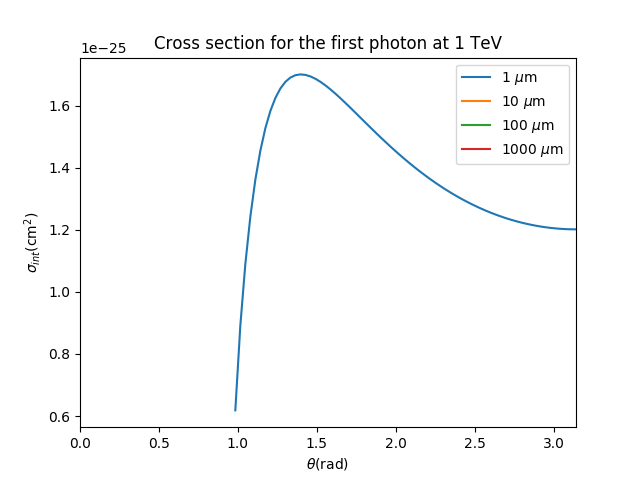 Cross section for the first photon at 1 TeV
1e−25
1.6
1.4
1.2
1.0
0.8
0.6
σint(cm²)
1 μm
10 μm
100 μm
1000 μm
0.0 0.5 1.0 1.5 2.0 2.5 3.0
θ(rad)